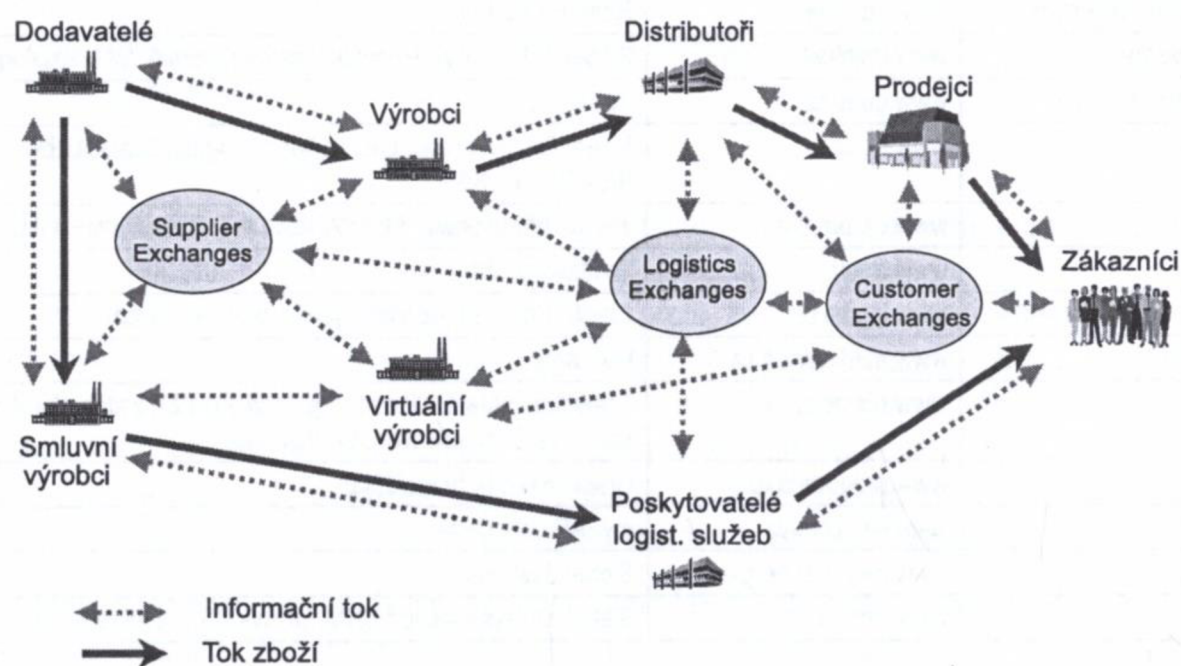 Dodavatelé
Distributoři
Prodejci
Výrobci
Supplier
Exchanges
Logistics
Exchanges
Customer
Exchanges
Zákazníci
Virtuální
výrobci
Smluvní
výrobci
Poskytovatelé
logist. služeb
Informační tok
Tok zboží